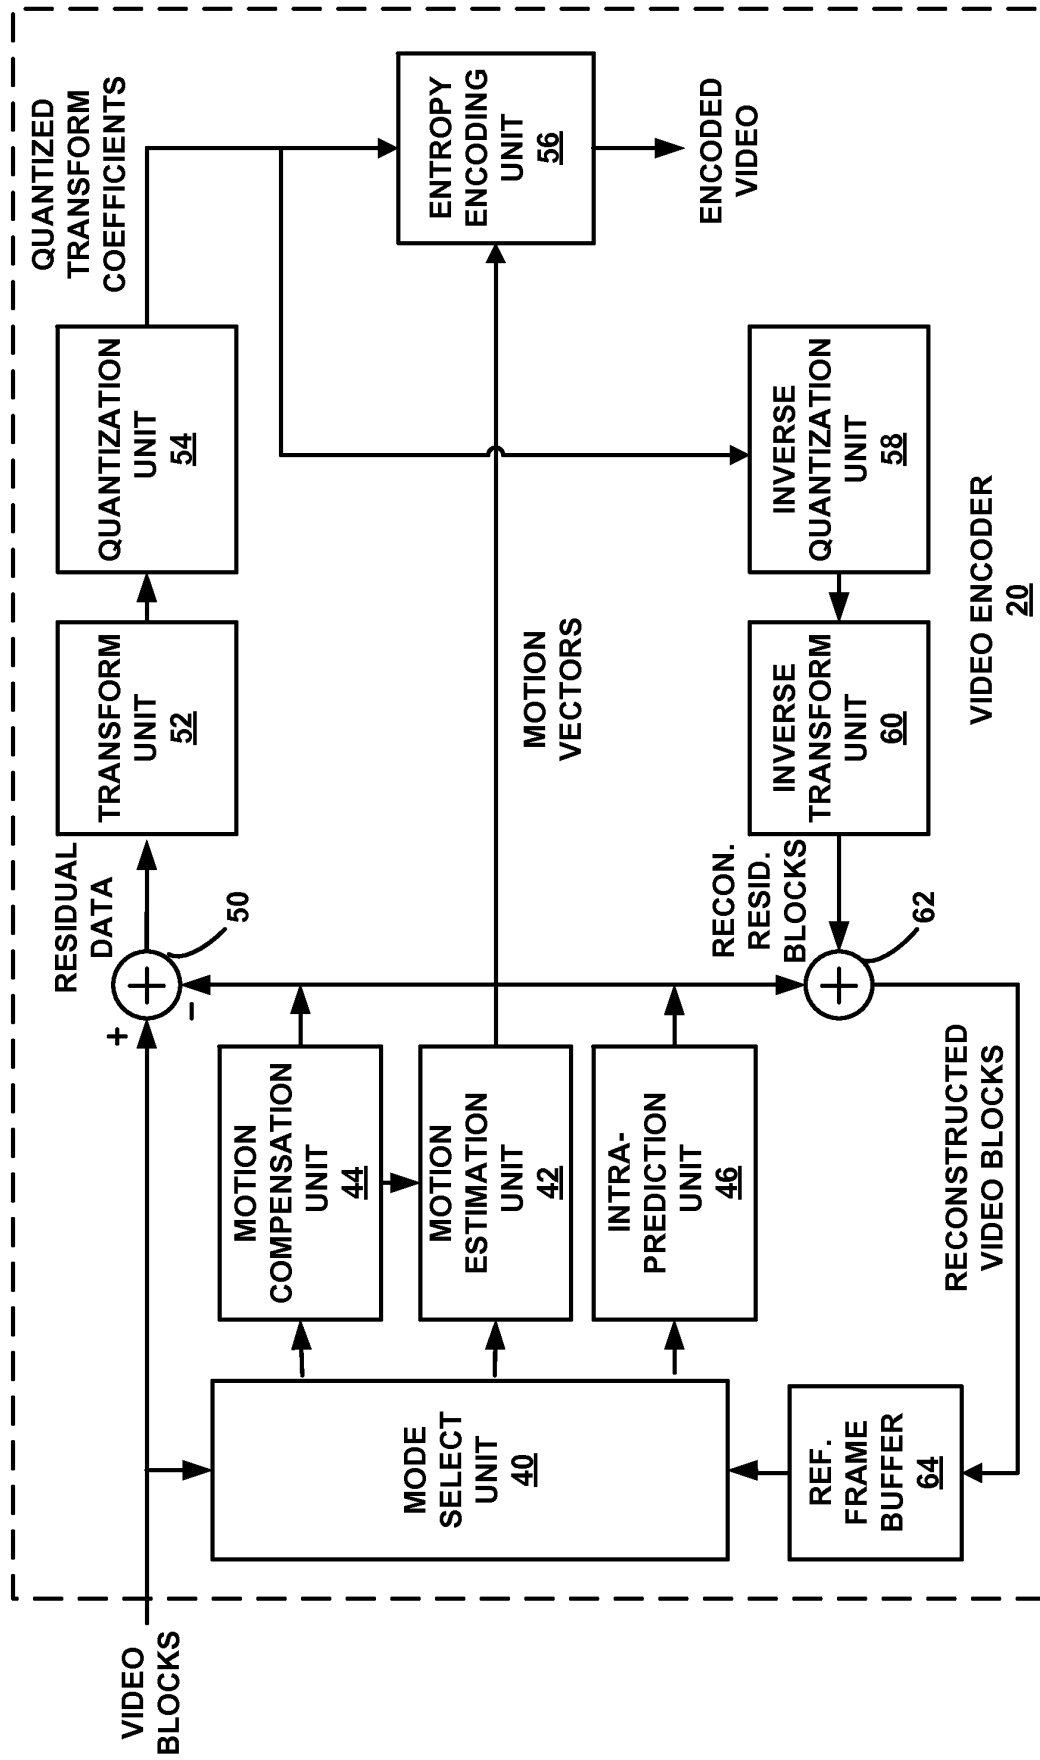 VIDEO
BLOCKS
+
−
50
RESIDUAL
DATA
TRANSFORM
UNIT
52
QUANTIZATION
UNIT
54
QUANTIZED
TRANSFORM
COEFFICIENTS
MODE
SELECT
UNIT
40
MOTION
COMPENSATION
UNIT
44
MOTION
ESTIMATION
UNIT
42
INTRA-
PREDICTION
UNIT
46
MOTION
VECTORS
ENTROPY
ENCODING
UNIT
56
ENCODED
VIDEO
REF.
FRAME
BUFFER
64
RECONSTRUCTED
VIDEO BLOCKS
RECON.
RESID.
BLOCKS
62
INVERSE
TRANSFORM
UNIT
60
INVERSE
QUANTIZATION
UNIT
58
VIDEO ENCODER
20